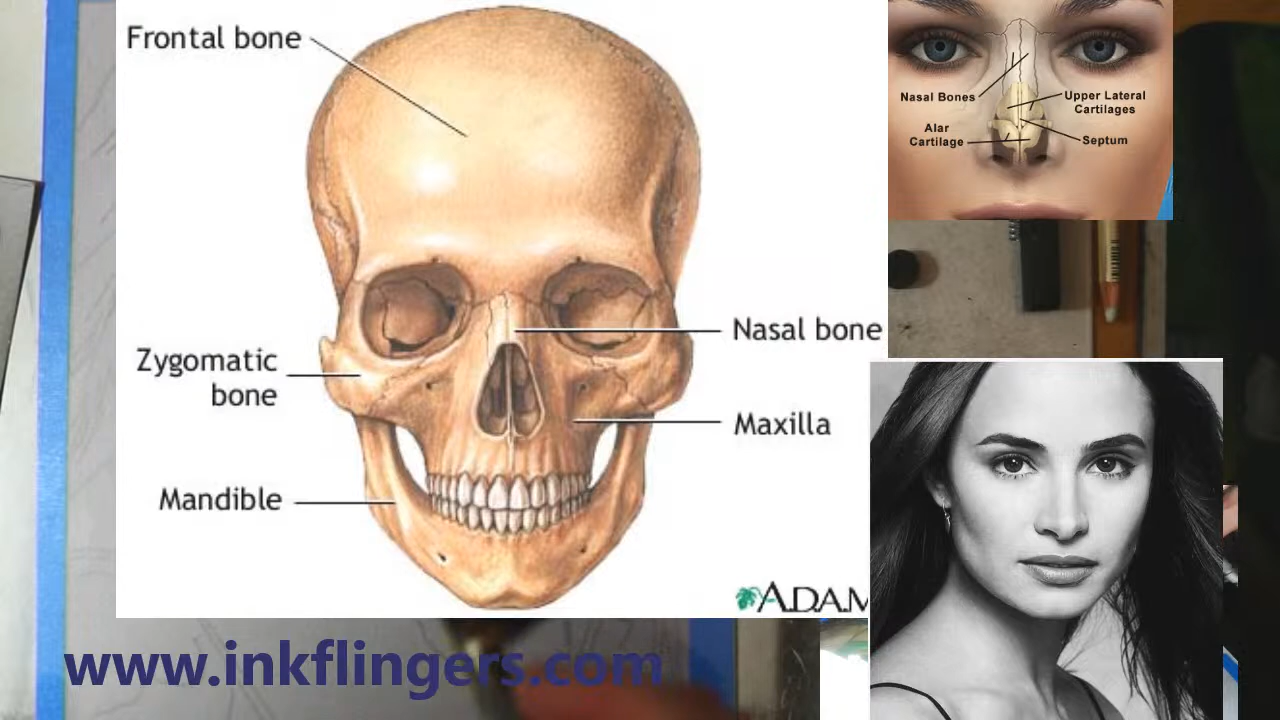 Frontal bone
Zygomatic
bone
Mandible
Nasal bone
Maxilla
ADAM
www.inkflingers.com
Nasal Bones
Alar
Cartilage
Upper Lateral
Cartilages
Septum